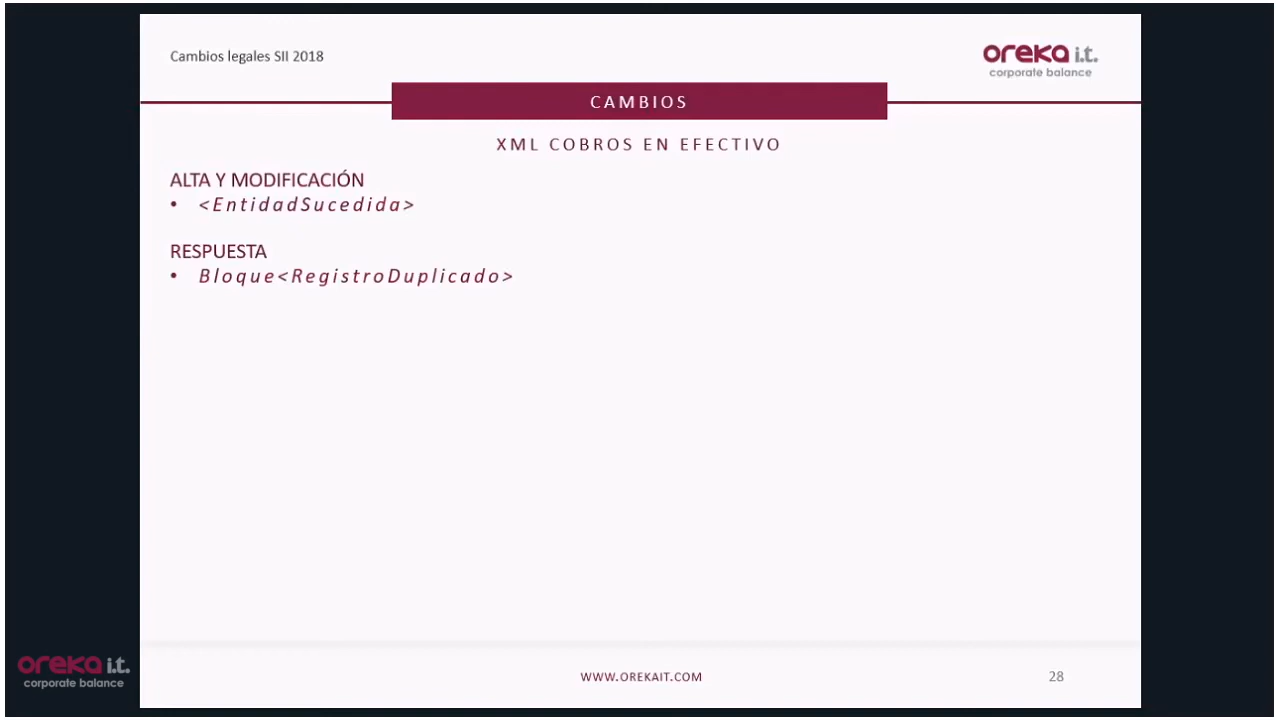 Cambios legales SII 2018
oreka i.t.
corporate balance
CAMBIOS
XML COBROS EN EFECTIVO
ALTA Y MODIFICACIÓN
• <EntidadSucedida>
RESPUESTA
• Bloque<RegistroDuplicado>
oreka i.t.
corporate balance
WWW.OREKAIT.COM
28